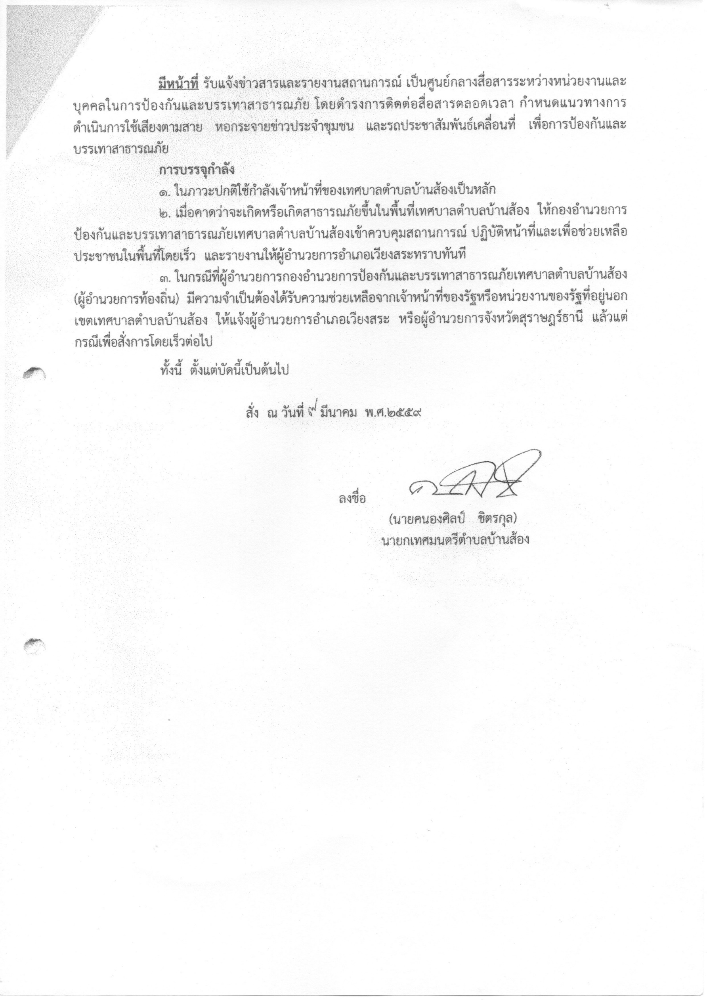 มีหน้าที่ รับแจ้งข่าวสารและรายงานสถานการณ์ เป็นศูนย์กลางสื่อสารระหว่างหน่วยงานและ
บุคคลในการป้องกันและบรรเทาสาธารณภัย โดยดำรงการติดต่อสื่อสารตลอดเวลา กำหนดแนวทางการ
ดำเนินการใช้เสียงตามสาย หอกระจายข่าวประจำชุมชน และรถประชาสัมพันธ์เคลื่อนที่ เพื่อการป้องกันและ
บรรเทาสาธารณภัย
การบรรจุกำลัง
๑. ในภาวะปกติใช้กำลังเจ้าหน้าที่ของเทศบาลตำบลบ้านส้องเป็นหลัก
๒. เมื่อคาดว่าจะเกิดหรือเกิดสาธารณภัยขึ้นในพื้นที่เทศบาลตำบลบ้านส้อง ให้กองอำนวยการ
ป้องกันและบรรเทาสาธารณภัยเทศบาลตำบลบ้านส้องเข้าควบคุมสถานการณ์ ปฏิบัติหน้าที่และเพื่อช่วยเหลือ
ประชาชนในพื้นที่โดยเร็ว และรายงานให้ผู้อำนวยการอำเภอเวียงสระทราบทันที
๓. ในกรณีที่ผู้อำนวยการกองอำนวยการป้องกันและบรรเทาสาธารณภัยเทศบาลตำบลบ้านส้อง
(ผู้อำนวยการท้องถิ่น) มีความจำเป็นต้องได้รับความช่วยเหลือจากเจ้าหน้าที่ของรัฐหรือหน่วยงานของรัฐที่อยู่นอก
เขตเทศบาลตำบลบ้านส้อง ให้แจ้งผู้อำนวยการอำเภอเวียงสระ หรือผู้อำนวยการจังหวัดสุราษฎร์ธานี แล้วแต่
กรณีเพื่อสั่งการโดยเร็วต่อไป
ทั้งนี้ ตั้งแต่บัดนี้เป็นต้นไป
สั่ง ณ วันที่ ๙ มีนาคม พ.ศ.๒๕๕๙
ลงชื่อ
(นายคนองศิลป์ ชิตรกุล)
นายกเทศมนตรีตำบลบ้านส้อง